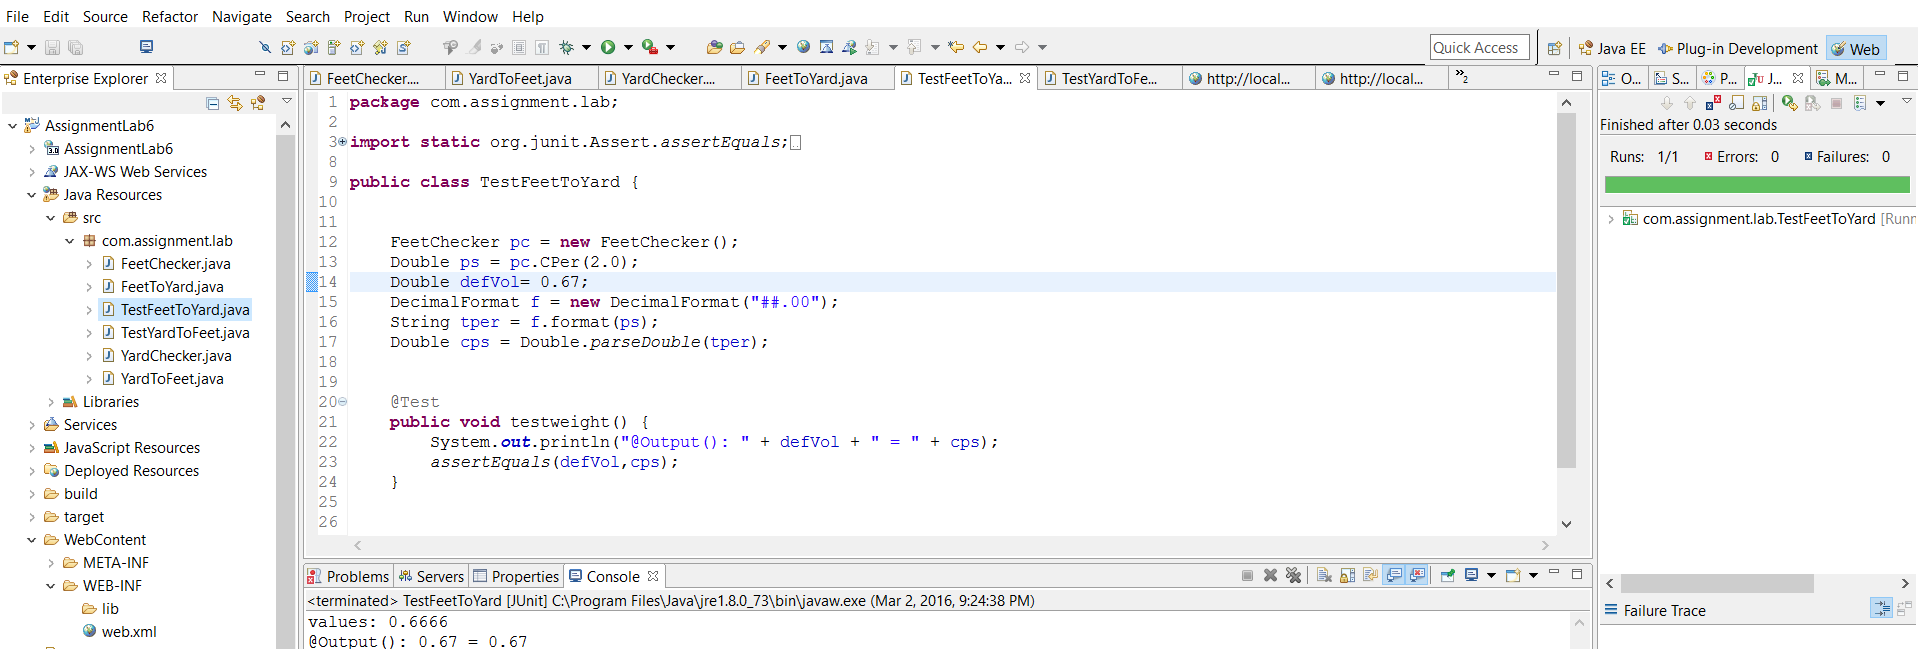 File Edit Source Refactor Navigate Search Project Run Window Help
Quick Access Java EE Plug-in Development Web
Enterprise Explorer
AssignmentLab6
3.0 AssignmentLab6
JAX-WS Web Services
Java Resources
src
com.assignment.lab
FeetChecker.java
FeetToYard.java
TestFeetToYard.java
TestYardToFeet.java
YardChecker.java
YardToFeet.java
Libraries
Services
JavaScript Resources
Deployed Resources
build
target
WebContent
META-INF
WEB-INF
lib
web.xml
FeetChecker.... YardToFeet.java YardChecker.... FeetToYard.java TestFeetToYa... TestYardToFe... http://local... http://local... »2
1 package com.assignment.lab;
2
3 import static org.junit.Assert.assertEquals;
8
9 public class TestFeetToYard {
10
11
12 FeetChecker pc = new FeetChecker();
13 Double ps = pc.CPer(2.0);
14 Double defVol= 0.67;
15 DecimalFormat f = new DecimalFormat("##.00");
16 String tper = f.format(ps);
17 Double cps = Double.parseDouble(tper);
18
19
20 @Test
21 public void testweight() {
22 System.out.println("@Output(): " + defVol + " = " + cps);
23 assertEquals(defVol,cps);
24 }
25
26
Problems Servers Properties Console
<terminated> TestFeetToYard [JUnit] C:\Program Files\Java\jre1.8.0_73\bin\javaw.exe (Mar 2, 2016, 9:24:38 PM)
values: 0.6666
@Output(): 0.67 = 0.67
O... S... P... J... M...
Finished after 0.03 seconds
Runs: 1/1 Errors: 0 Failures: 0
com.assignment.lab.TestFeetToYard [Runn
Failure Trace